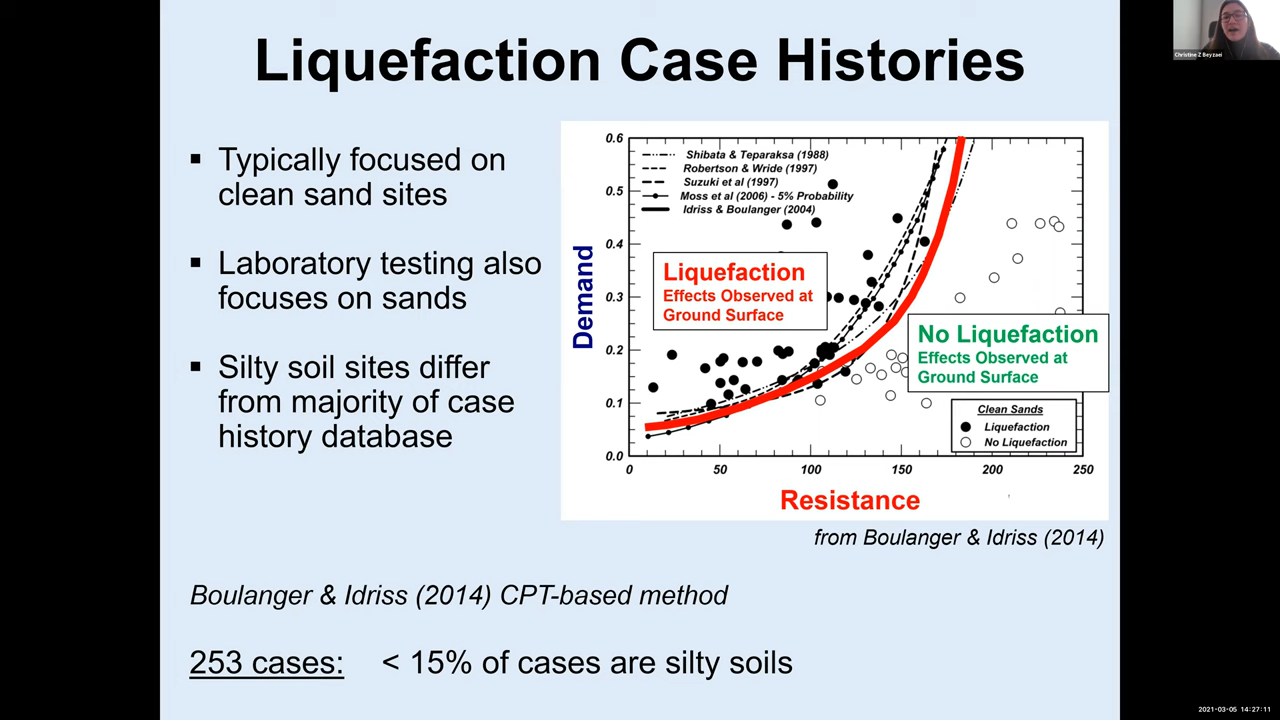 Liquefaction Case Histories
Christine Z Beyzaei
▪ Typically focused on
clean sand sites
▪ Laboratory testing also
focuses on sands
▪ Silty soil sites differ
from majority of case
history database
Demand
0.6
0.5
0.4
0.3
0.2
0.1
0.0
Shibata & Teparaksa (1988)
Robertson & Wride (1997)
Suzuki et al (1997)
Moss et al (2006) - 5% Probability
Idriss & Boulanger (2004)
Liquefaction
Effects Observed at
Ground Surface
No Liquefaction
Effects Observed at
Ground Surface
Clean Sands
Liquefaction
No Liquefaction
0 50 100 150 200 250
Resistance
from Boulanger & Idriss (2014)
Boulanger & Idriss (2014) CPT-based method
253 cases: < 15% of cases are silty soils
2021-03-05 14:27:11